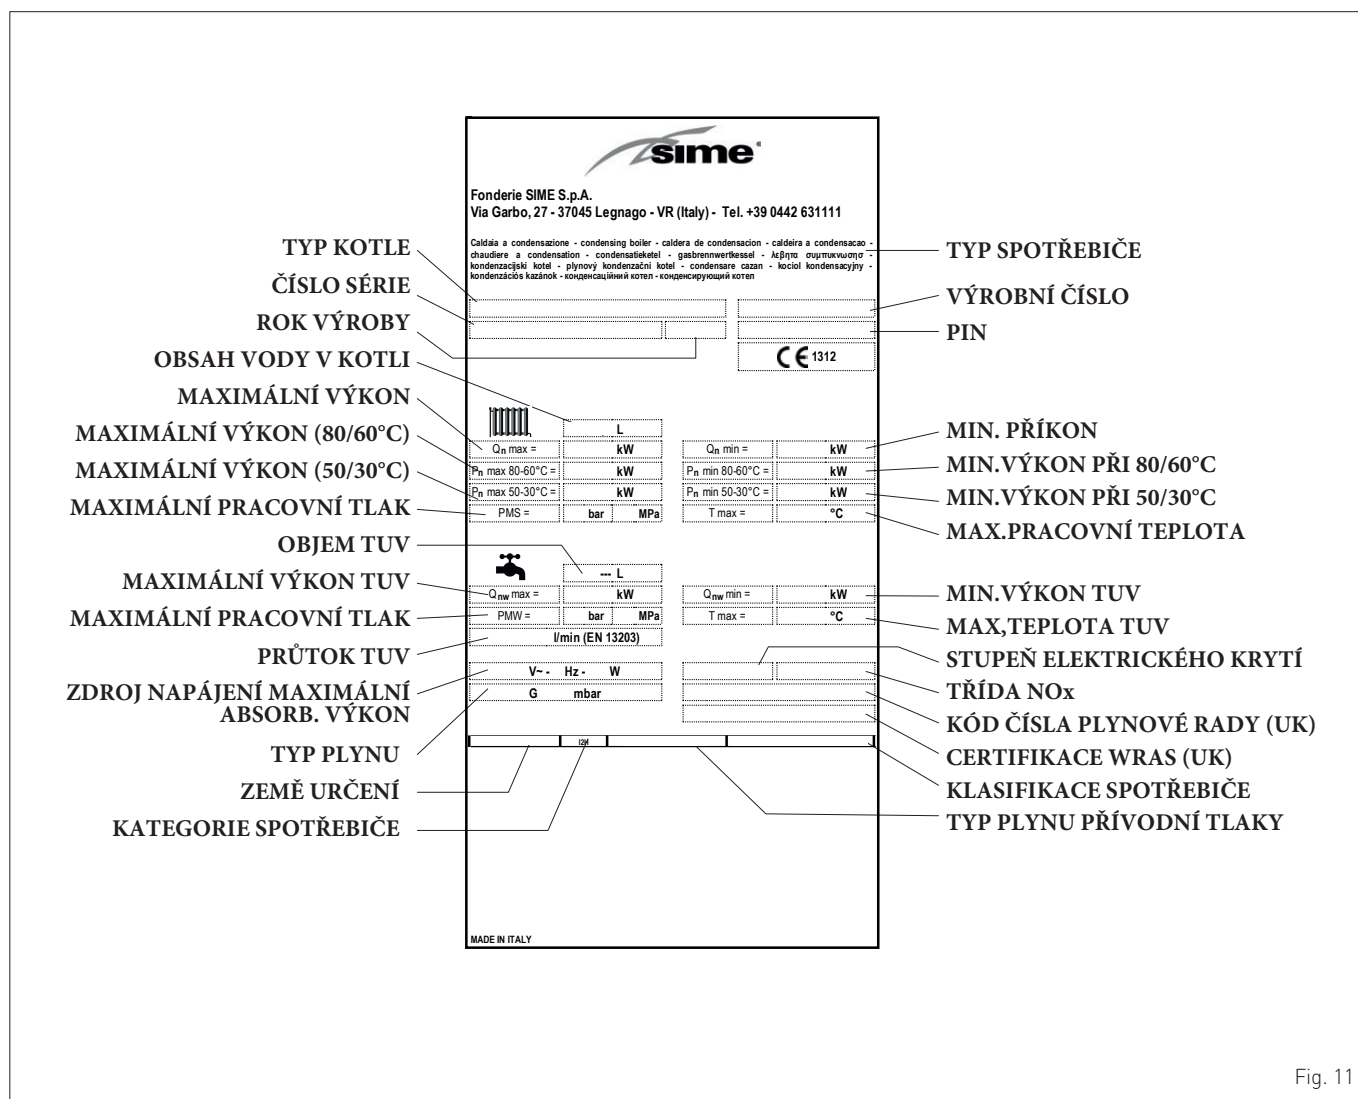 sime
Fonderie SIME S.p.A.
Via Garbo, 27 - 37045 Legnago - VR (Italy) - Tel. +39 0442 631111
Caldaia a condensazione - condensing boiler - caldera de condensacion - caldeira a condensacao -
chaudiere a condensation - condensatieketel - gasbrennwertkessel - λεβητα συμπυκνωσησ -
kondenzacijski kotel - plynový kondenzační kotel - condensare cazan - kociol kondensacyjny -
kondenzációs kazánok - конденсаційний котел - конденсирующий котел
TYP KOTLE
ČÍSLO SÉRIE
ROK VÝROBY
OBSAH VODY V KOTLI
MAXIMÁLNÍ VÝKON
MAXIMÁLNÍ VÝKON (80/60°C)
MAXIMÁLNÍ VÝKON (50/30°C)
MAXIMÁLNÍ PRACOVNÍ TLAK
OBJEM TUV
MAXIMÁLNÍ VÝKON TUV
MAXIMÁLNÍ PRACOVNÍ TLAK
PRŮTOK TUV
ZDROJ NAPÁJENÍ MAXIMÁLNÍ
ABSORB. VÝKON
TYP PLYNU
ZEMĚ URČENÍ
KATEGORIE SPOTŘEBIČE
CE 1312
L
Qn max = kW Qn min = kW
Pn max 80-60°C = kW Pn min 80-60°C = kW
Pn max 50-30°C = kW Pn min 50-30°C = kW
PMS = bar MPa T max = °C
--- L
Qnw max = kW Qnw min = kW
PMW = bar MPa T max = °C
l/min (EN 13203)
V~ - Hz - W
G mbar
I2H
MADE IN ITALY
TYP SPOTŘEBIČE
VÝROBNÍ ČÍSLO
PIN
MIN. PŘÍKON
MIN.VÝKON PŘI 80/60°C
MIN.VÝKON PŘI 50/30°C
MAX.PRACOVNÍ TEPLOTA
MIN.VÝKON TUV
MAX,TEPLOTA TUV
STUPEŇ ELEKTRICKÉHO KRYTÍ
TŘÍDA NOx
KÓD ČÍSLA PLYNOVÉ RADY (UK)
CERTIFIKACE WRAS (UK)
KLASIFIKACE SPOTŘEBIČE
TYP PLYNU PŘÍVODNÍ TLAKY
Fig. 11